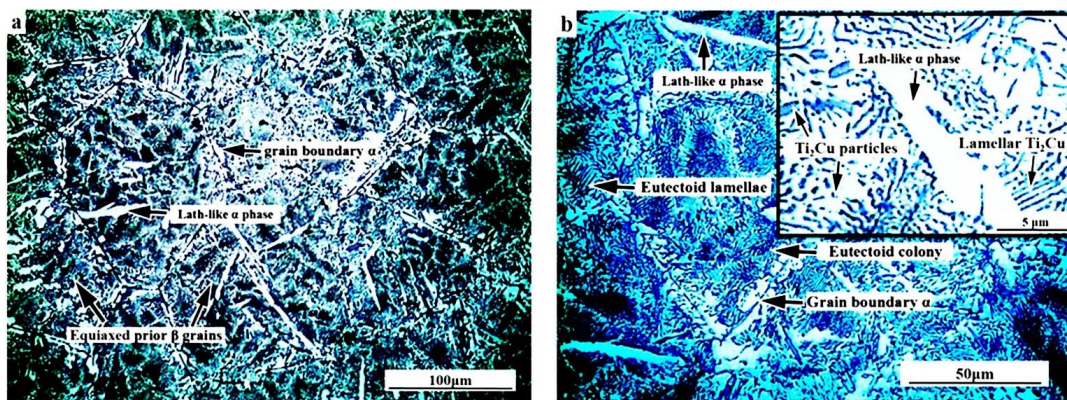 a
grain boundary α
Lath-like α phase
Equiaxed prior β grains
100μm
b
Lath-like α phase
Eutectoid lamellae
Eutectoid colony
Grain boundary α
50μm
Lath-like α phase
Ti₂Cu particles
Lamellar Ti₂Cu
5 μm